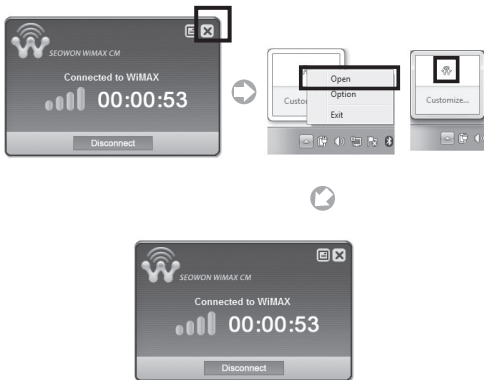 SEOWON WiMAX CM
Connected to WiMAX
00:00:53
Disconnect
Open
Option
Exit
Customize...
SEOWON WiMAX CM
Connected to WiMAX
00:00:53
Disconnect